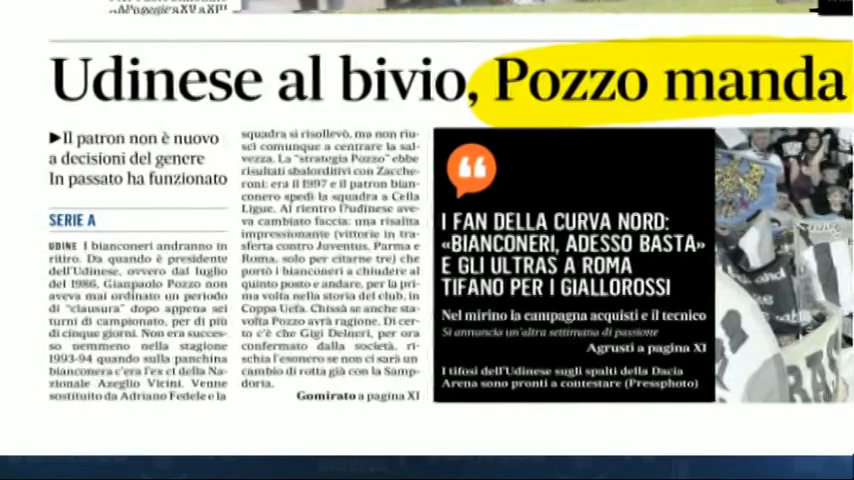 Udinese al bivio, Pozzo manda
►Il patron non è nuovo
a decisioni del genere
In passato ha funzionato
SERIE A
UDINE I bianconeri andranno in
ritiro. Da quando è presidente
dell'Udinese, ovvero dal luglio
del 1986, Gianpaolo Pozzo non
aveva mai ordinato un periodo
di "clausura" dopo appena sei
turni di campionato, per di più
di cinque giorni. Non era succes-
so nemmeno nella stagione
1993-94 quando sulla panchina
bianconera c'era l'ex ct della Na-
zionale Azeglio Vicini. Venne
sostituito da Adriano Fedele e la
squadra si risollevò, ma non riu-
scì comunque a centrare la sal-
vezza. La "strategia Pozzo" ebbe
risultati sbalorditivi con Zacche-
roni: era il 1997 e il patron bian-
conero spedì la squadra a Cella
Ligue. Al rientro l?udinese ave-
va cambiato faccia: una risalita
impressionante (vittorie in tra-
sferta contro Juventus, Parma e
Roma, solo per citarne tre) che
portò i bianconeri a chiudere al
quinto posto e andare, per la pri-
ma volta nella storia del club, in
Coppa Uefa. Chissà se anche sta-
volta Pozzo avrà ragione. Di cer-
to c'è che Gigi Delneri, per ora
confermato dalla società, ri-
schia l'esonero se non ci sarà un
cambio di rotta già con la Samp-
doria.
Gomirato a pagina XI
I FAN DELLA CURVA NORD:
«BIANCONERI, ADESSO BASTA»
E GLI ULTRAS A ROMA
TIFANO PER I GIALLOROSSI
Nel mirino la campagna acquisti e il tecnico
Si annuncia un'altra settimana di passione
Agrusti a pagina XI
I tifosi dell'Udinese sugli spalti della Dacia
Arena sono pronti a contestare (Pressphoto)